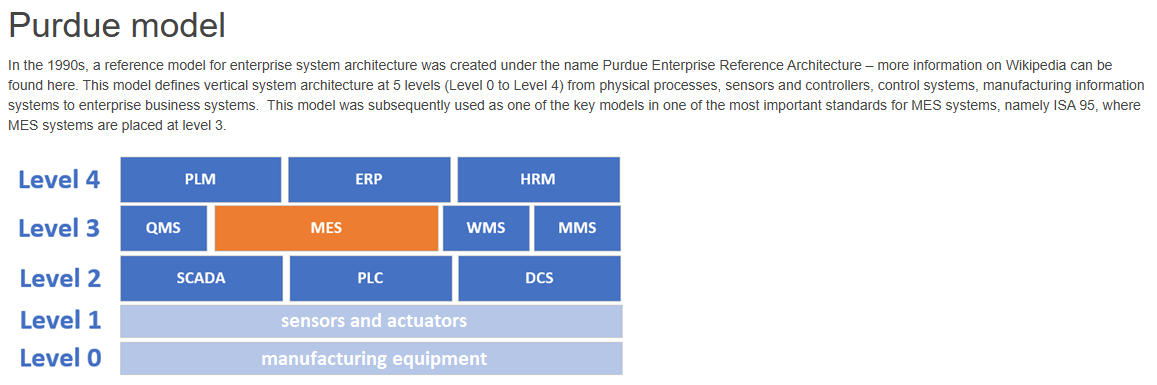 Purdue model
In the 1990s, a reference model for enterprise system architecture was created under the name Purdue Enterprise Reference Architecture – more information on Wikipedia can be
found here. This model defines vertical system architecture at 5 levels (Level 0 to Level 4) from physical processes, sensors and controllers, control systems, manufacturing information
systems to enterprise business systems.  This model was subsequently used as one of the key models in one of the most important standards for MES systems, namely ISA 95, where
MES systems are placed at level 3.
Level 4 PLM ERP HRM
Level 3 QMS MES WMS MMS
Level 2 SCADA PLC DCS
Level 1 sensors and actuators
Level 0 manufacturing equipment